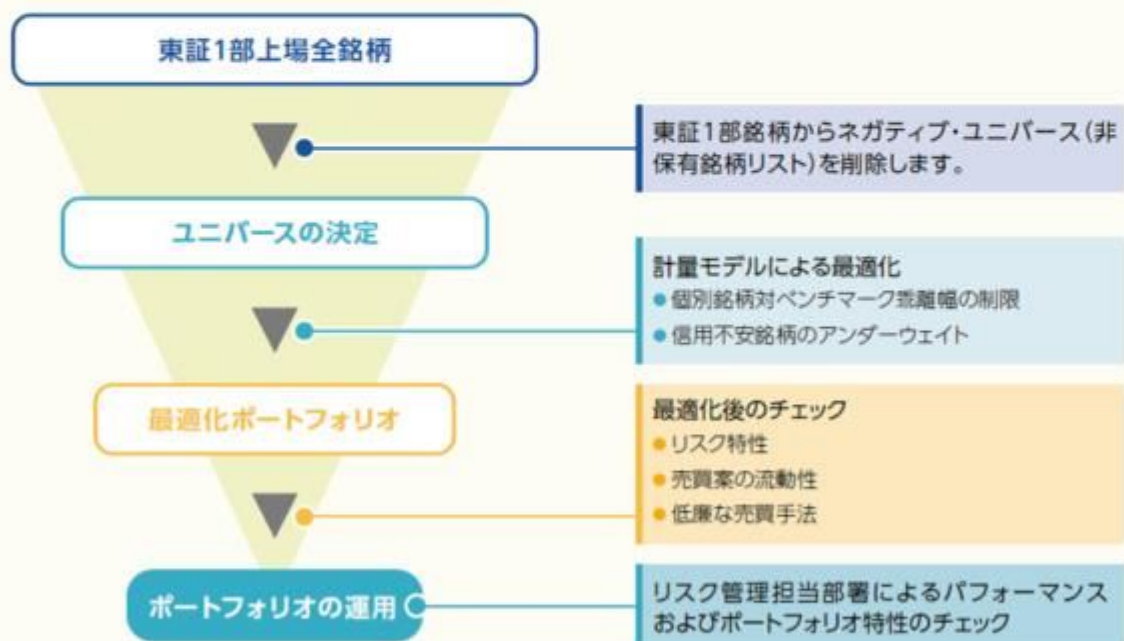 東証1部上場全銘柄
東証1部銘柄からネガティブ・ユニバース(非
保有銘柄リスト)を削除します。
ユニバースの決定
計量モデルによる最適化
●個別銘柄対ベンチマーク乖離幅の制限
●信用不安銘柄のアンダーウェイト
最適化ポートフォリオ
最適化後のチェック
●リスク特性
●売買案の流動性
●低廉な売買手法
ポートフォリオの運用
リスク管理担当部署によるパフォーマンス
およびポートフォリオ特性のチェック